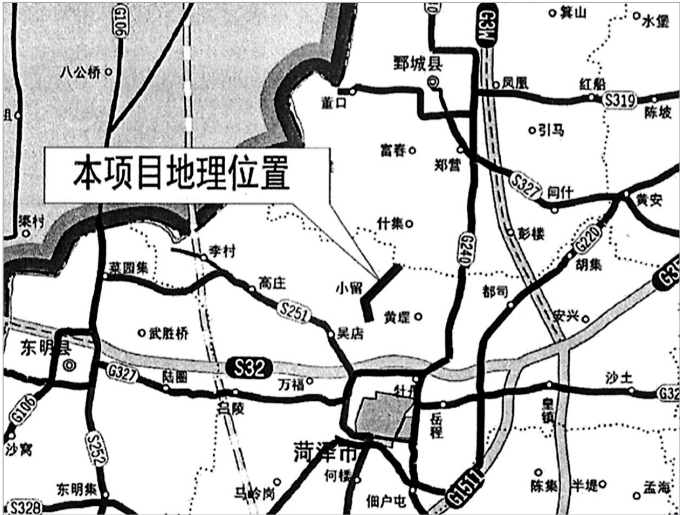 G106
G3W
箕山
水堡
鄄城县
八公桥
凤凰
红船
S319
董口
陈坡
引马
富春
郑营
本项目地理位置
S327
闫什
黄安
渠村
什集
彭楼
G220
李村
G240
胡集
菜园集
高庄
小留
都司
G35
S251
黄堽
安兴
武胜桥
吴店
东明县
S32
G327
陆圈
万福
牡丹
沙土
G32
吕陵
G106
岳程
皇镇
沙窝
S252
菏泽市
何楼
东明集
马岭岗
佃户屯
G1511
陈集
半堤
孟海
S328